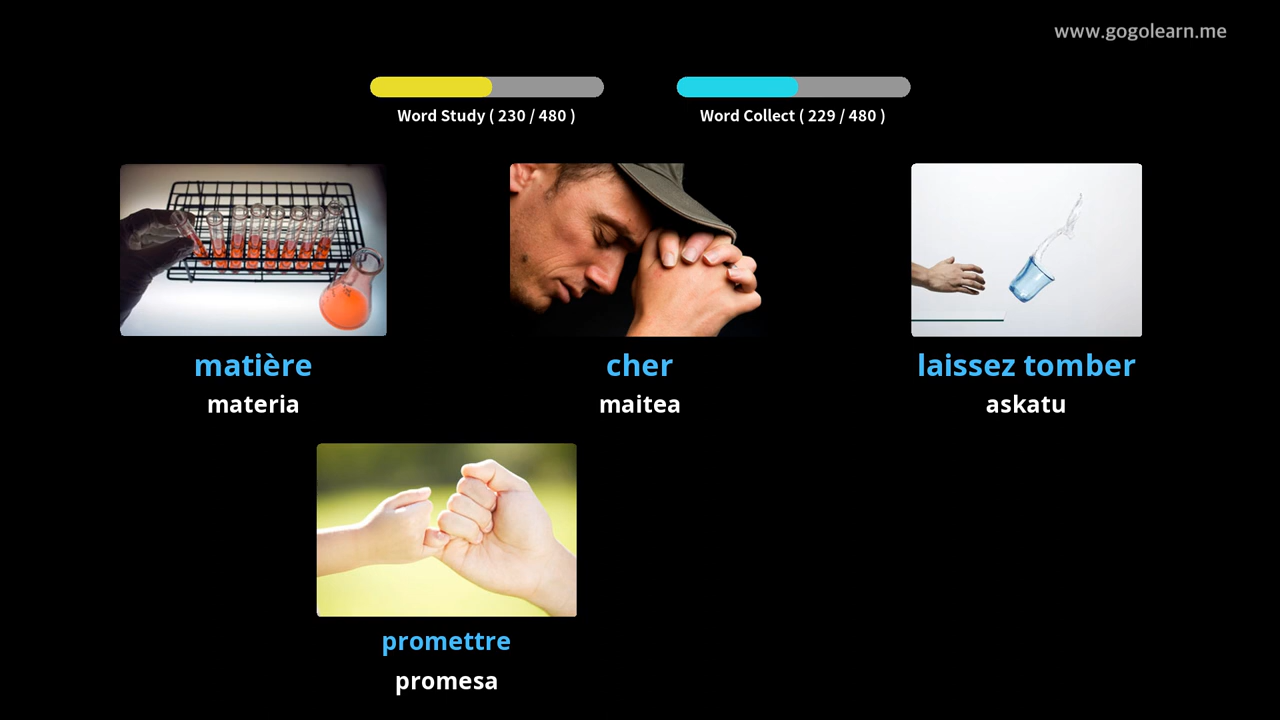 www.gogolearn.me
Word Study ( 230 / 480 )
Word Collect ( 229 / 480 )
matière
materia
cher
maitea
laissez tomber
askatu
promettre
promesa